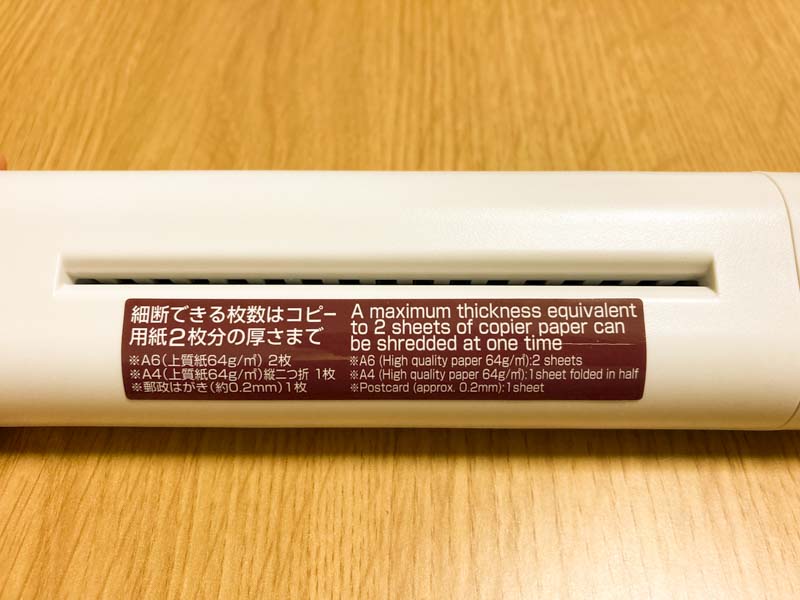 細断できる枚数はコピー
用紙2枚分の厚さまで
※A6(上質紙64g/㎡) 2枚
※A4(上質紙64g/㎡)縦二つ折 1枚
※郵政はがき(約0.2mm)1枚
A maximum thickness equivalent
to 2 sheets of copier paper can
be shredded at one time
※A6 (High quality paper 64g/㎡):2 sheets
※A4 (High quality paper 64g/㎡):1sheet folded in half
※Postcard (approx. 0.2mm):1sheet